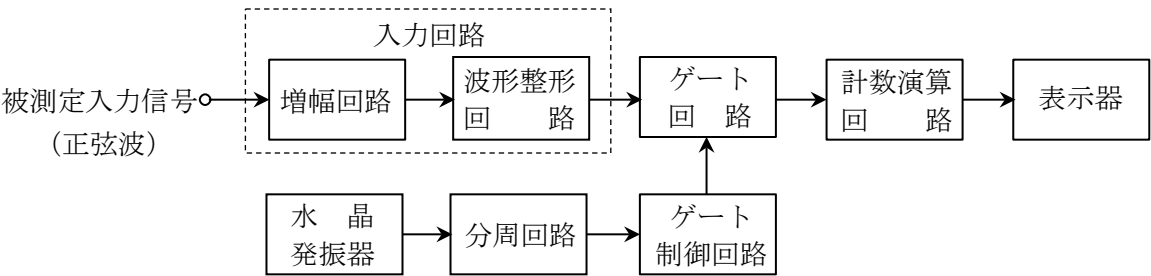 入力回路
被測定入力信号
（正弦波）
増幅回路
波形整形
回　　路
ゲート
回　路
計数演算
回　　路
表示器
水　晶
発振器
分周回路
ゲート
制御回路